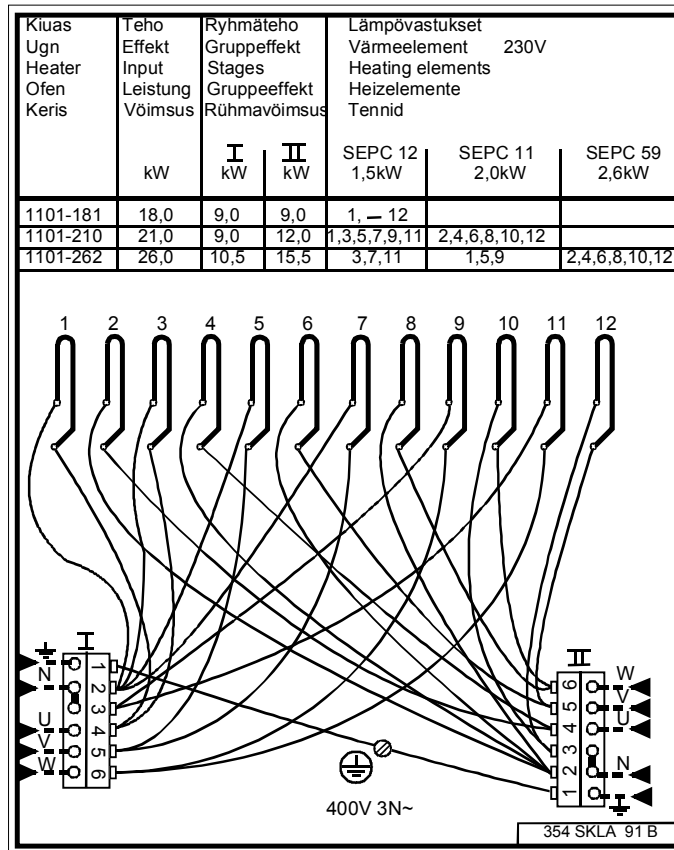 Kiuas Teho Ryhmäteho Lämpövastukset
Ugn Effekt Gruppeffekt Värmeelement 230V
Heater Input Stages Heating elements
Ofen Leistung Gruppeeffekt Heizelemente
Keris Vöimsus Rühmavöimsus Tennid
I II SEPC 12 SEPC 11 SEPC 59
kW kW kW 1,5kW 2,0kW 2,6kW
1101-181 18,0 9,0 9,0 1, – 12
1101-210 21,0 9,0 12,0 1,3,5,7,9,11 2,4,6,8,10,12
1101-262 26,0 10,5 15,5 3,7,11 1,5,9 2,4,6,8,10,12
1 2 3 4 5 6 7 8 9 10 11 12
I
N
U
V
W
1
2
3
4
5
6
II
6
5
4
3
2
1
W
V
U
N
400V 3N~
354 SKLA 91 B